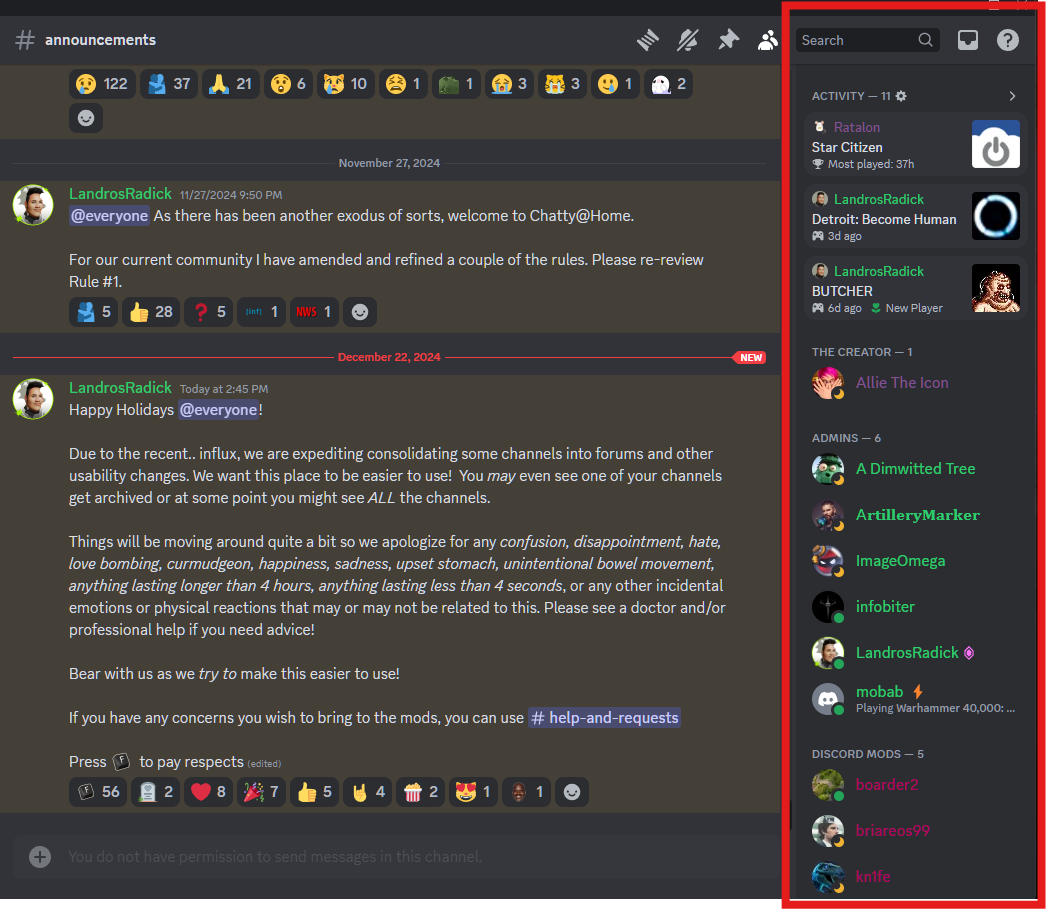 announcements
Search
122 37 21 6 10 1 1 3 3 1 2
November 27, 2024
LandrosRadick 11/27/2024 9:50 PM
@everyone As there has been another exodus of sorts, welcome to Chatty@Home.
For our current community I have amended and refined a couple of the rules. Please re-review
Rule #1.
5 28 ? 5 [inf] 1 NWS 1
December 22, 2024 NEW
LandrosRadick Today at 2:45 PM
Happy Holidays @everyone!
Due to the recent.. influx, we are expediting consolidating some channels into forums and other
usability changes. We want this place to be easier to use! You may even see one of your channels
get archived or at some point you might see ALL the channels.
Things will be moving around quite a bit so we apologize for any confusion, disappointment, hate,
love bombing, curmudgeon, happiness, sadness, upset stomach, unintentional bowel movement,
anything lasting longer than 4 hours, anything lasting less than 4 seconds, or any other incidental
emotions or physical reactions that may or may not be related to this. Please see a doctor and/or
professional help if you need advice!
Bear with us as we try to make this easier to use!
If you have any concerns you wish to bring to the mods, you can use # help-and-requests
Press F to pay respects (edited)
F 56 2 8 7 5 4 2 1 1
You do not have permission to send messages in this channel.
ACTIVITY — 11
Ratalon
Star Citizen
Most played: 37h
LandrosRadick
Detroit: Become Human
3d ago
LandrosRadick
BUTCHER
6d ago New Player
THE CREATOR — 1
Allie The Icon
ADMINS — 6
A Dimwitted Tree
ArtilleryMarker
ImageOmega
infobiter
LandrosRadick
mobab
Playing Warhammer 40,000: ...
DISCORD MODS — 5
boarder2
briareos99
kn1fe